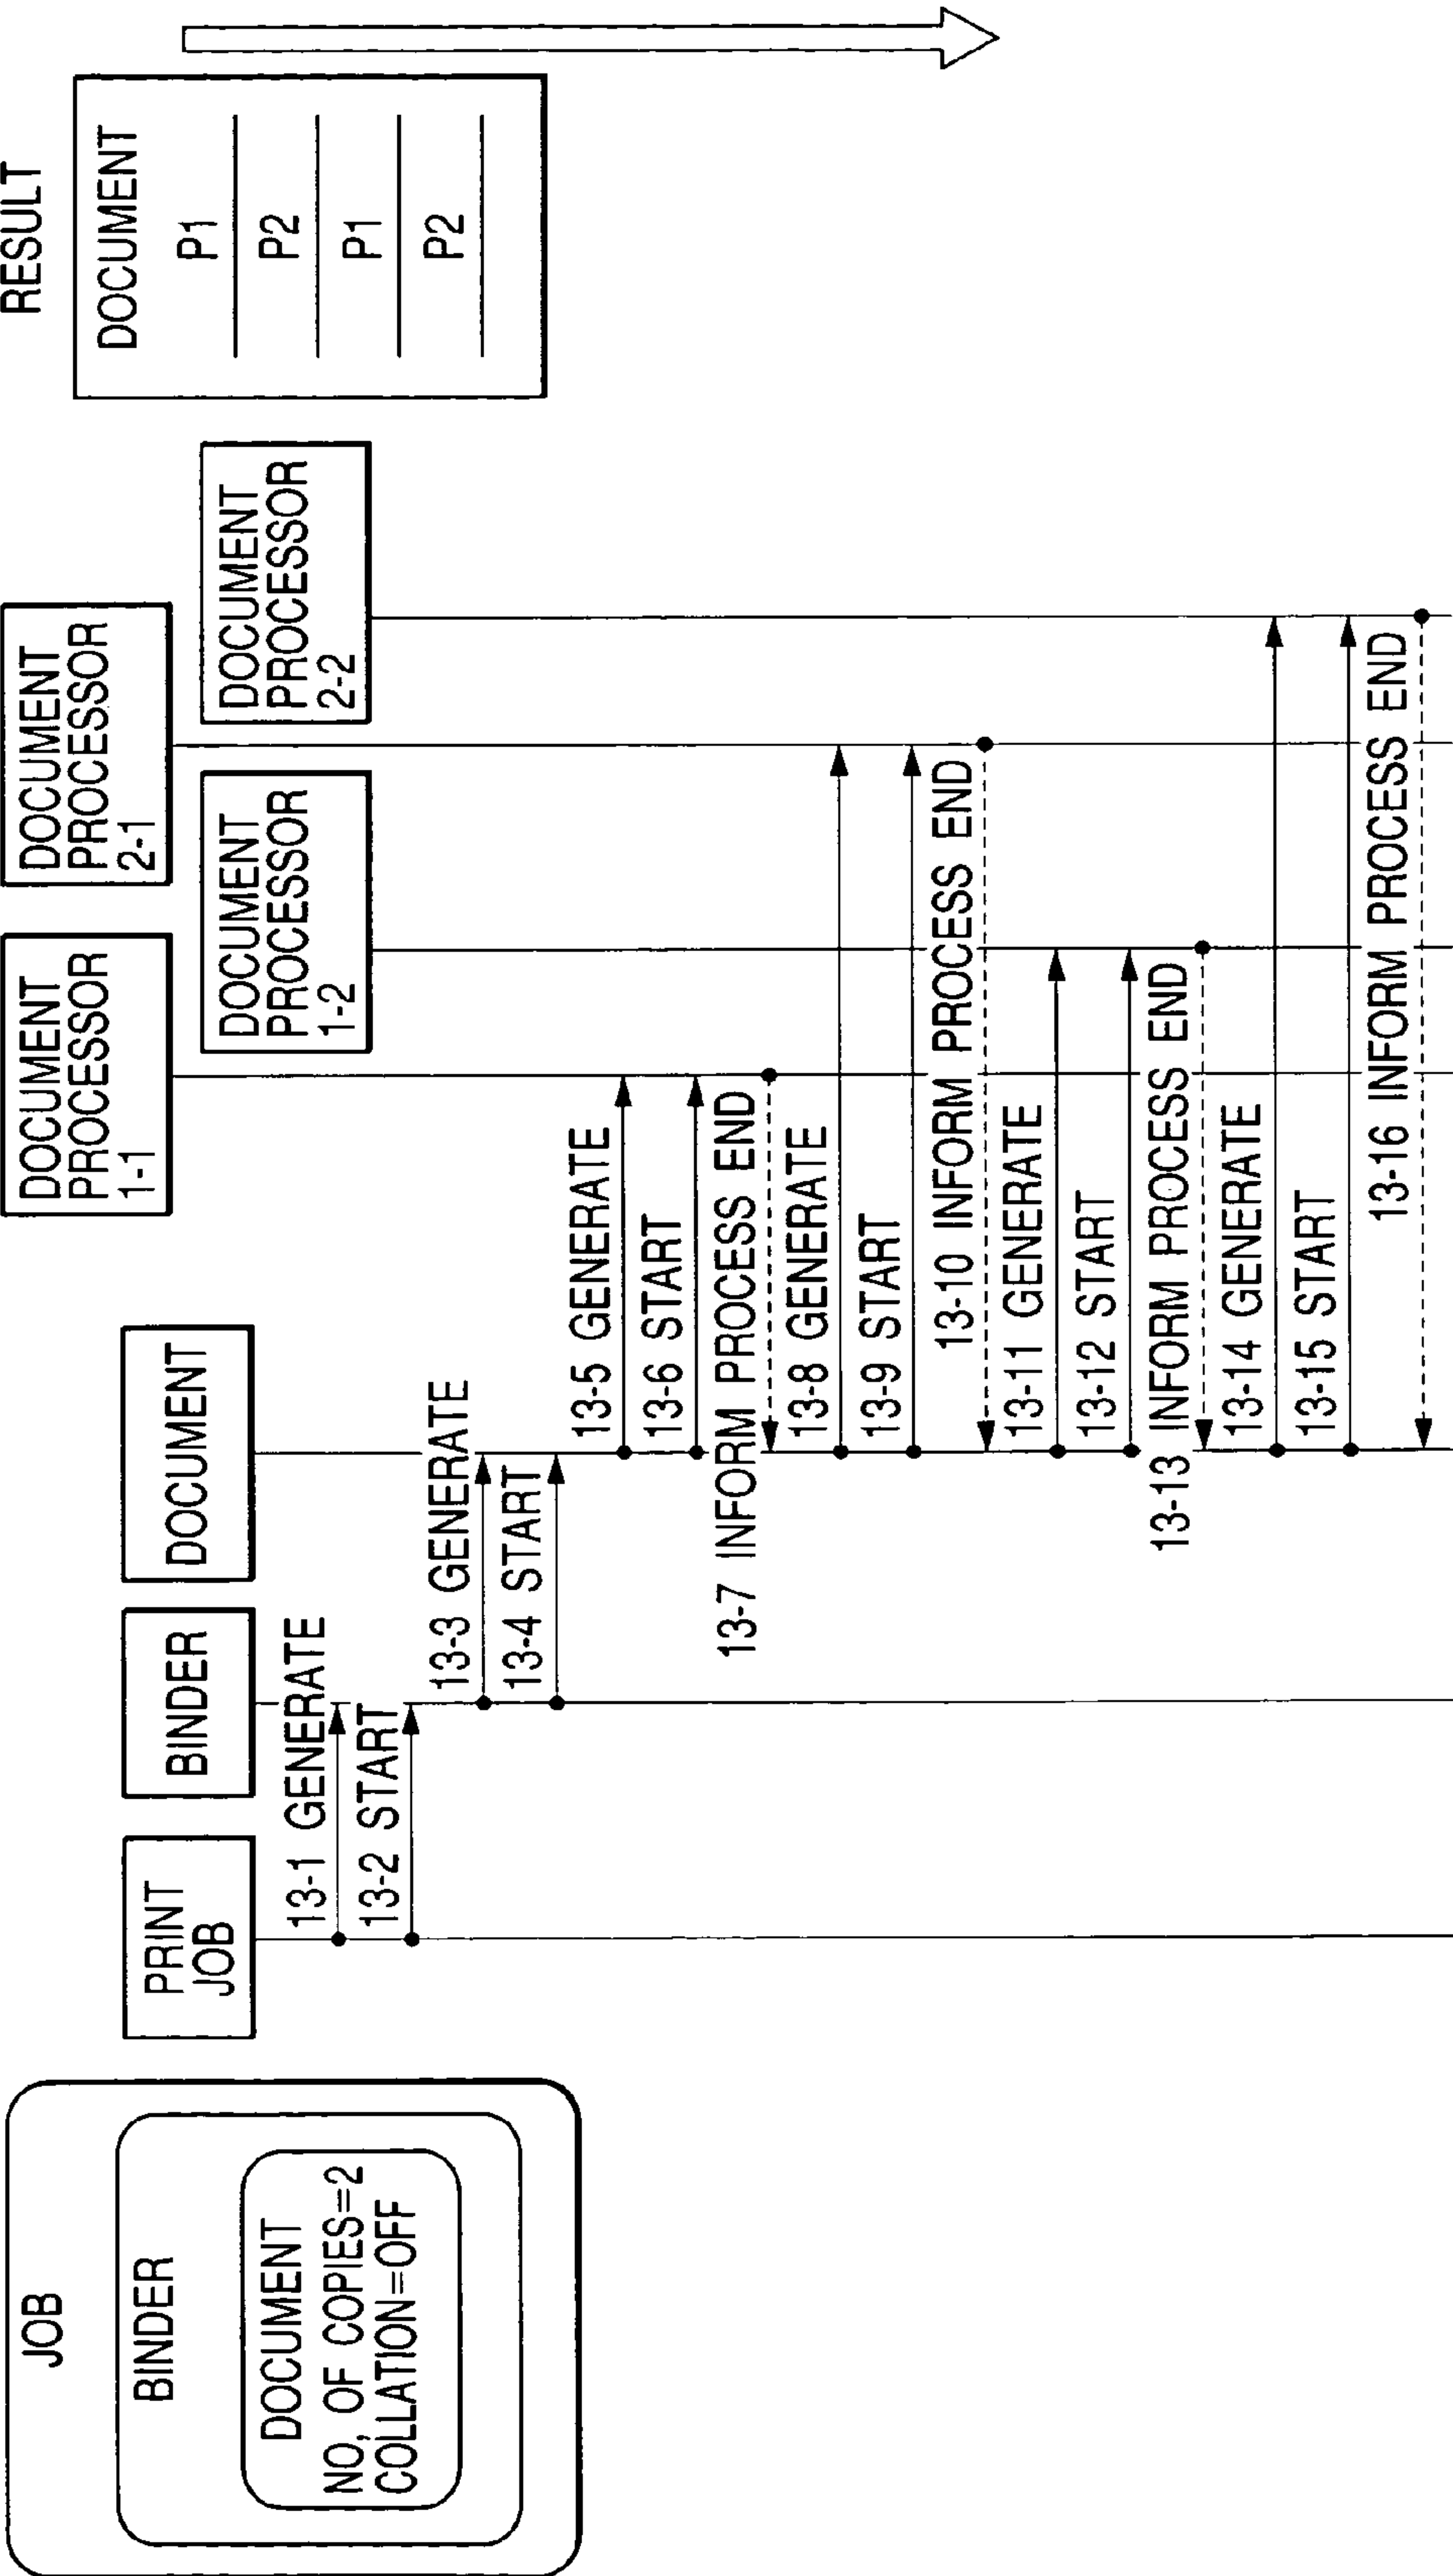 JOB
BINDER
DOCUMENT
NO, OF COPIES=2
COLLATION=OFF
PRINT
JOB
BINDER
DOCUMENT
DOCUMENT
PROCESSOR
1-1
DOCUMENT
PROCESSOR
1-2
DOCUMENT
PROCESSOR
2-1
DOCUMENT
PROCESSOR
2-2
RESULT
DOCUMENT
P1
P2
P1
P2
13-1 GENERATE
13-2 START
13-3 GENERATE
13-4 START
13-5 GENERATE
13-6 START
13-7 INFORM PROCESS END
13-8 GENERATE
13-9 START
13-10 INFORM PROCESS END
13-11 GENERATE
13-12 START
13-13 INFORM PROCESS END
13-14 GENERATE
13-15 START
13-16 INFORM PROCESS END